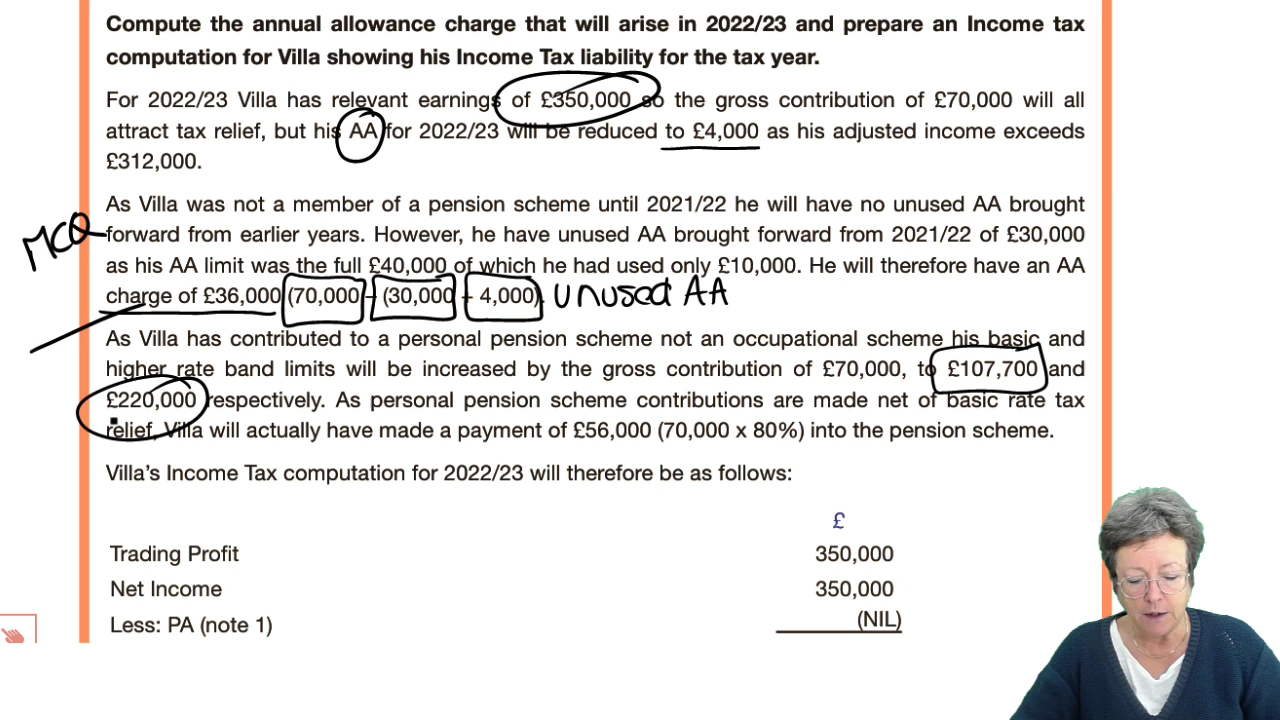 Compute the annual allowance charge that will arise in 2022/23 and prepare an Income tax
computation for Villa showing his Income Tax liability for the tax year.
For 2022/23 Villa has relevant earnings of £350,000 so the gross contribution of £70,000 will all
attract tax relief, but his AA for 2022/23 will be reduced to £4,000 as his adjusted income exceeds
£312,000.
As Villa was not a member of a pension scheme until 2021/22 he will have no unused AA brought
MCQ
forward from earlier years. However, he have unused AA brought forward from 2021/22 of £30,000
as his AA limit was the full £40,000 of which he had used only £10,000. He will therefore have an AA
charge of £36,000 (70,000 - (30,000 + 4,000). unused AA
As Villa has contributed to a personal pension scheme not an occupational scheme his basic and
higher rate band limits will be increased by the gross contribution of £70,000, to £107,700 and
£220,000 respectively. As personal pension scheme contributions are made net of basic rate tax
relief, Villa will actually have made a payment of £56,000 (70,000 x 80%) into the pension scheme.
Villa's Income Tax computation for 2022/23 will therefore be as follows:
£
Trading Profit 350,000
Net Income 350,000
Less: PA (note 1) (NIL)